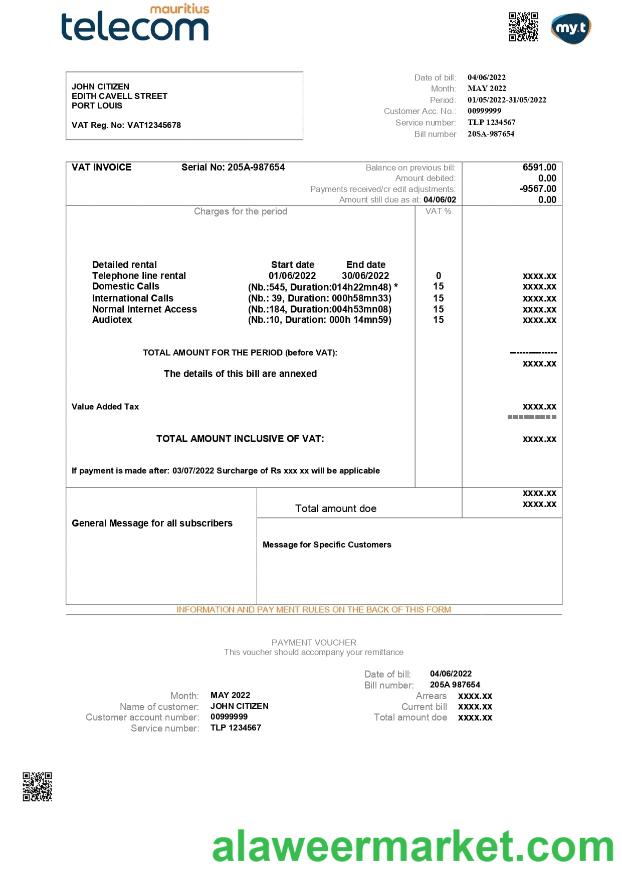 mauritius
telecom
my.t
JOHN CITIZEN
EDITH CAVELL STREET
PORT LOUIS
VAT Reg. No: VAT12345678
Date of bill: 04/06/2022
Month: MAY 2022
Period: 01/05/2022-31/05/2022
Customer Acc. No.: 00999999
Service number: TLP 1234567
Bill number 20SA-987654
VAT INVOICE Serial No: 205A-987654 Balance on previous bill: 6591.00
Amount debited: 0.00
Payments received/cr edit adjustments: -9567.00
Amount still due as at: 04/06/02 0.00
Charges for the period VAT %
Detailed rental Start date End date
Telephone line rental 01/06/2022 30/06/2022 0 xxxx.xx
Domestic Calls (Nb.:545, Duration:014h22mn48) * 15 xxxx.xx
International Calls (Nb.: 39, Duration: 000h58mn33) 15 xxxx.xx
Normal Internet Access (Nb.:184, Duration:004h53mn08) 15 xxxx.xx
Audiotex (Nb.:10, Duration: 000h 14mn59) 15 xxxx.xx
TOTAL AMOUNT FOR THE PERIOD (before VAT): ---------------
xxxx.xx
The details of this bill are annexed
Value Added Tax xxxx.xx
==========
TOTAL AMOUNT INCLUSIVE OF VAT: xxxx.xx
If payment is made after: 03/07/2022 Surcharge of Rs xxx xx will be applicable
xxxx.xx
Total amount doe xxxx.xx
General Message for all subscribers
Message for Specific Customers
INFORMATION AND PAY MENT RULES ON THE BACK OF THIS FORM
PAYMENT VOUCHER
This voucher should accompany your remittance
Date of bill: 04/06/2022
Bill number: 205A 987654
Month: MAY 2022 Arrears xxxx.xx
Name of customer: JOHN CITIZEN Current bill xxxx.xx
Customer account number: 00999999 Total amount doe xxxx.xx
Service number: TLP 1234567
alaweermarket.com